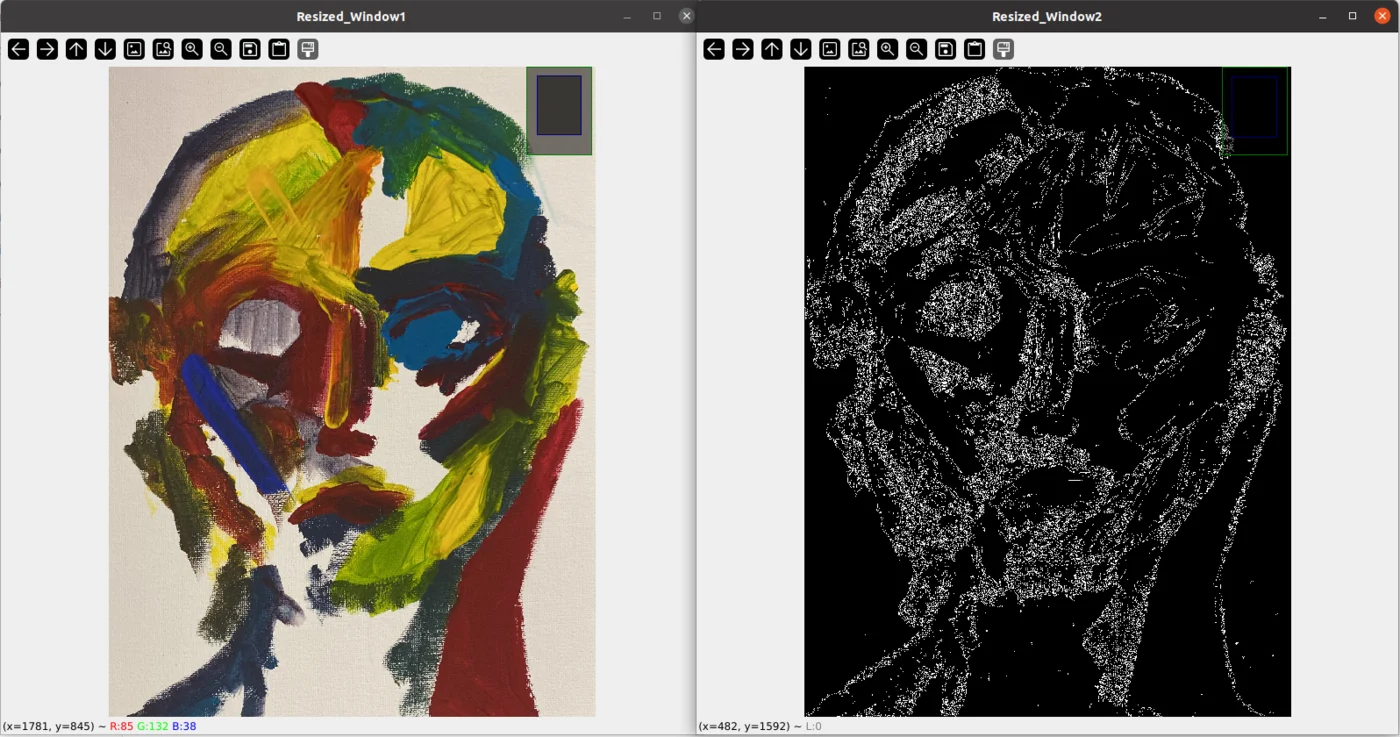 Resized_Window1
Resized_Window2
(x=1781, y=845) ~ R:85 G:132 B:38
(x=482, y=1592) ~ L:0